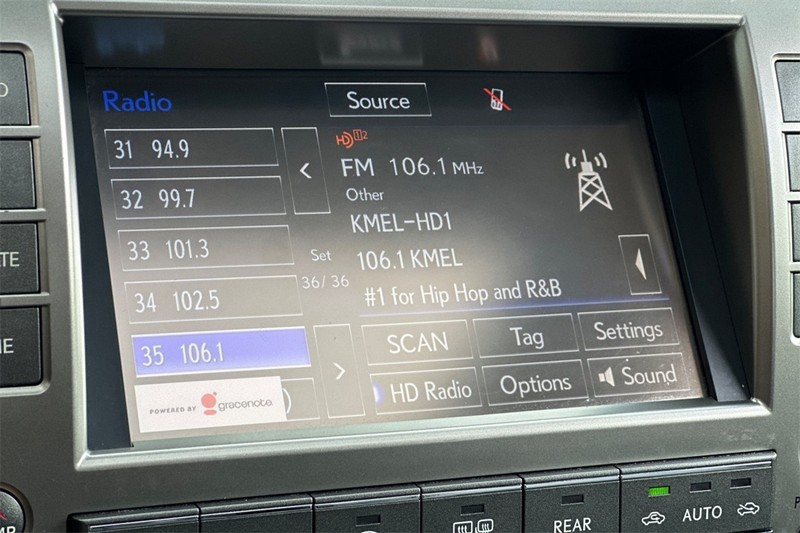 Radio
Source
31 94.9
32 99.7
33 101.3
34 102.5
35 106.1
<
Set
36/36
>
HD 1 2
FM 106.1 MHz
Other
KMEL-HD1
106.1 KMEL
#1 for Hip Hop and R&B
SCAN
Tag
Settings
HD Radio
Options
Sound
POWERED BY gracenote.
REAR
AUTO